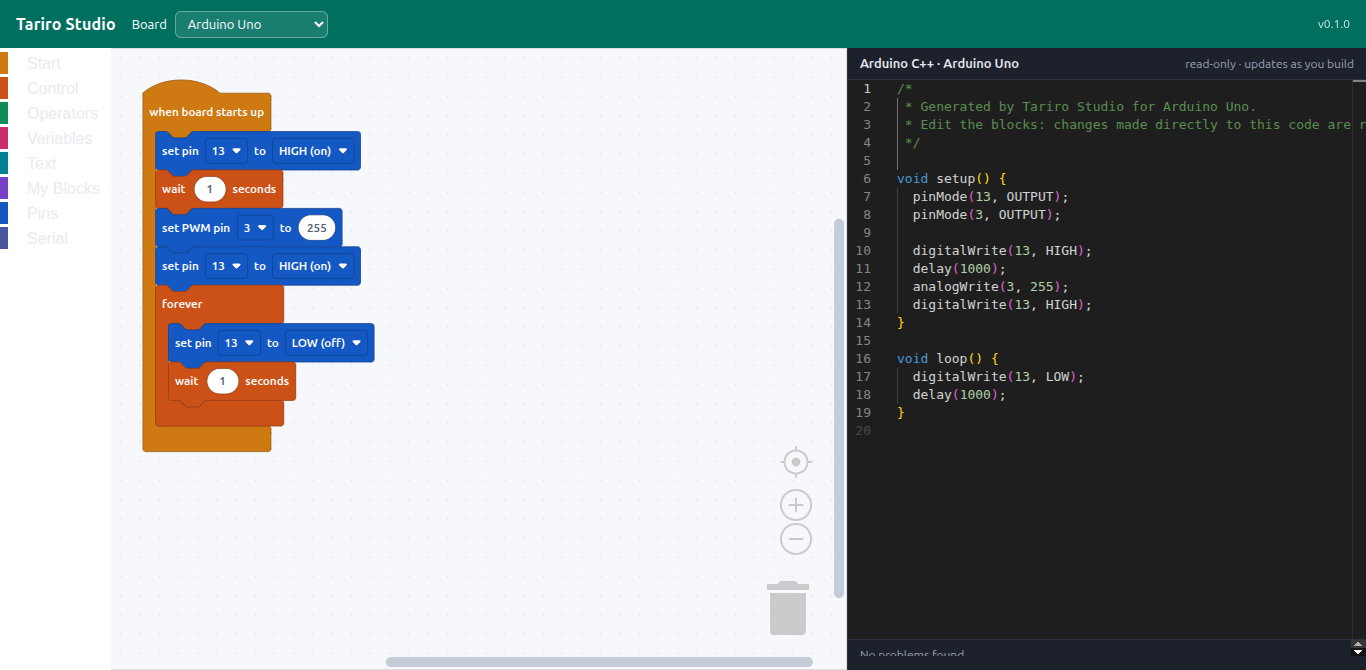 Tariro Studio Board Arduino Uno v0.1.0
Start
Control
Operators
Variables
Text
My Blocks
Pins
Serial
when board starts up
set pin 13 to HIGH (on)
wait 1 seconds
set PWM pin 3 to 255
set pin 13 to HIGH (on)
forever
set pin 13 to LOW (off)
wait 1 seconds
Arduino C++ · Arduino Uno read-only · updates as you build
1 /*
2 * Generated by Tariro Studio for Arduino Uno.
3 * Edit the blocks: changes made directly to this code are r
4 */
5
6 void setup() {
7 pinMode(13, OUTPUT);
8 pinMode(3, OUTPUT);
9
10 digitalWrite(13, HIGH);
11 delay(1000);
12 analogWrite(3, 255);
13 digitalWrite(13, HIGH);
14 }
15
16 void loop() {
17 digitalWrite(13, LOW);
18 delay(1000);
19 }
20
No problems found